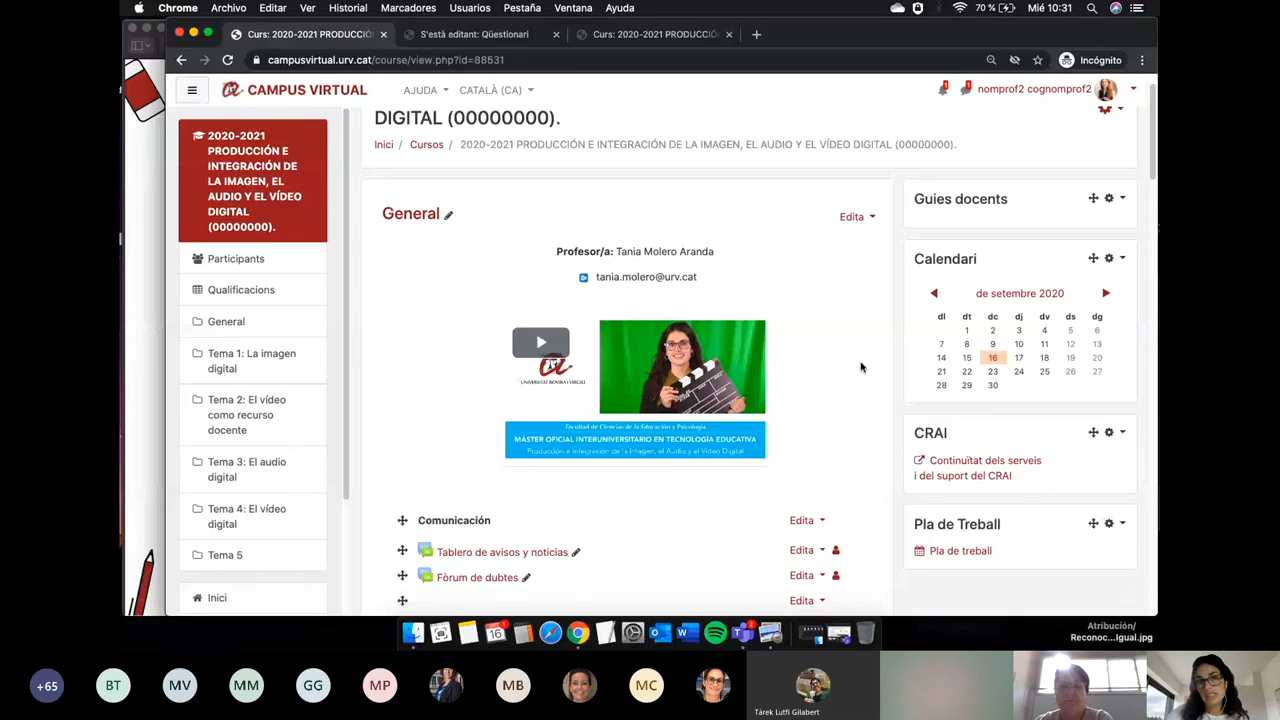 Chrome Archivo Editar Ver Historial Marcadores Usuarios Pestaña Ventana Ayuda
70 % Mié 10:31
Curs: 2020-2021 PRODUCCIÓ
S'està editant: Qüestionari
Curs: 2020-2021 PRODUCCIÓ
campusvirtual.urv.cat/course/view.php?id=88531
Incógnito
CAMPUS VIRTUAL
AJUDA
CATALÀ (CA)
nomprof2 cognomprof2
2020-2021
PRODUCCIÓN E
INTEGRACIÓN DE
LA IMAGEN, EL
AUDIO Y EL VÍDEO
DIGITAL
(00000000).
Participants
Qualificacions
General
Tema 1: La imagen
digital
Tema 2: El vídeo
como recurso
docente
Tema 3: El audio
digital
Tema 4: El vídeo
digital
Tema 5
Inici
DIGITAL (00000000).
Inici / Cursos / 2020-2021 PRODUCCIÓN E INTEGRACIÓN DE LA IMAGEN, EL AUDIO Y EL VÍDEO DIGITAL (00000000).
General
Edita
Profesor/a: Tania Molero Aranda
tania.molero@urv.cat
UNIVERSITAT ROVIRA i VIRGILI
Facultad de Ciencias de la Educación y Psicología
MÁSTER OFICIAL INTERUNIVERSITARIO EN TECNOLOGÍA EDUCATIVA
Producción e Integración de la Imagen, el Audio y el Vídeo Digital
Comunicación
Edita
Tablero de avisos y noticias
Edita
Fòrum de dubtes
Edita
Edita
Guies docents
Calendari
de setembre 2020
dl dt dc dj dv ds dg
1 2 3 4 5 6
7 8 9 10 11 12 13
14 15 16 17 18 19 20
21 22 23 24 25 26 27
28 29 30
CRAI
Continuïtat dels serveis
i del suport del CRAI
Pla de Treball
Pla de treball
16
2
Atribución/
Reconoc...Igual.jpg
+65
BT
MV
MM
GG
MP
MB
MC
Tárek Lutfi Gilabert